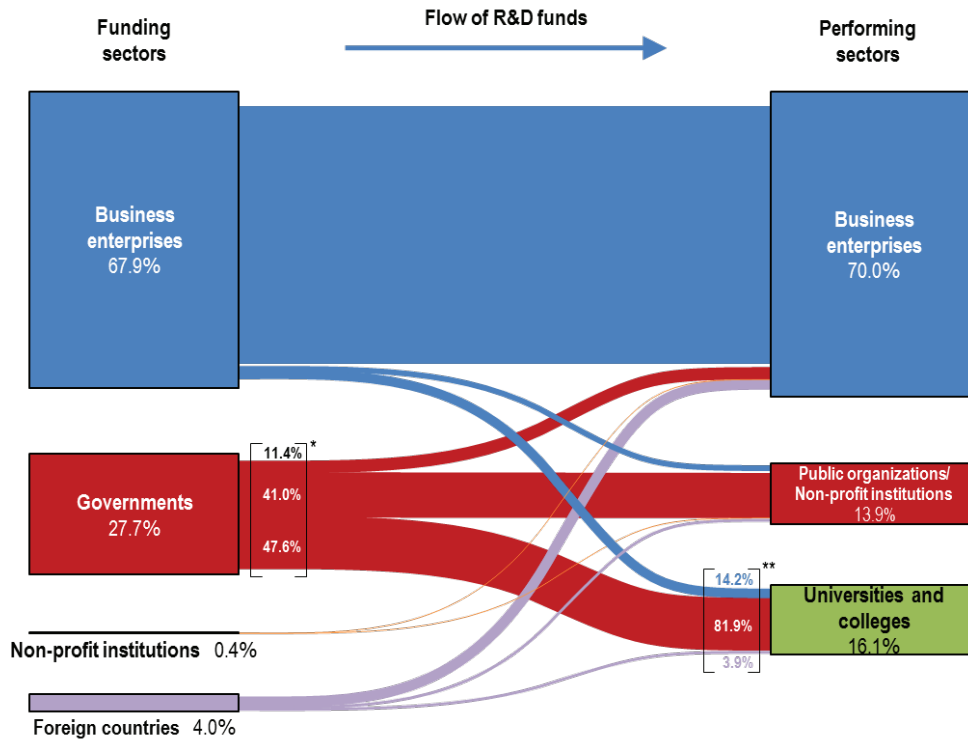 Funding
sectors
Flow of R&D funds
Performing
sectors
Business
enterprises
67.9%
Business
enterprises
70.0%
Governments
27.7%
11.4%
*
41.0%
47.6%
Public organizations/
Non-profit institutions
13.9%
14.2%
**
81.9%
3.9%
Universities and
colleges
16.1%
Non-profit institutions 0.4%
Foreign countries 4.0%